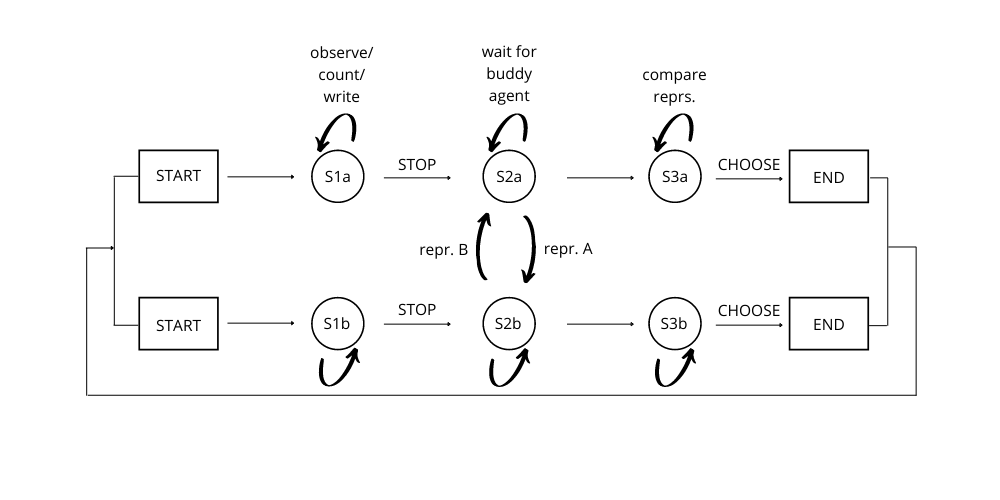 observe/
count/
write
wait for
buddy
agent
compare
reprs.
START
S1a
STOP
S2a
S3a
CHOOSE
END
repr. B
repr. A
START
S1b
STOP
S2b
S3b
CHOOSE
END